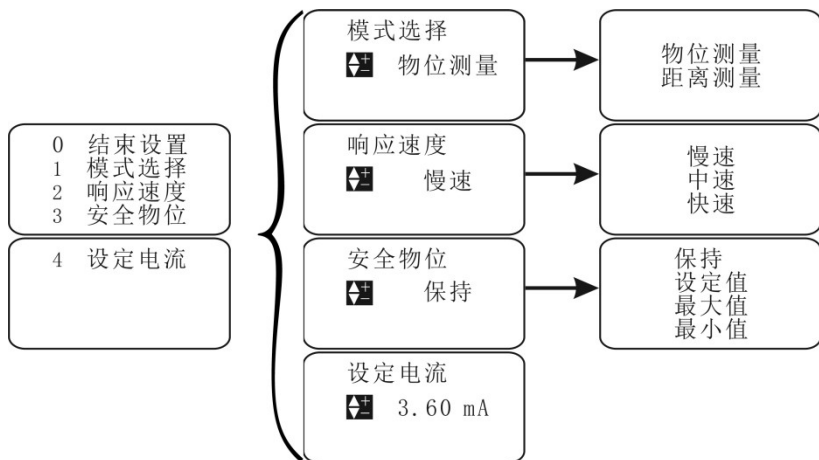 0 结束设置
1 模式选择
2 响应速度
3 安全物位
4 设定电流
模式选择
物位测量
物位测量
距离测量
响应速度
慢速
慢速
中速
快速
安全物位
保持
保持
设定值
最大值
最小值
设定电流
3.60 mA